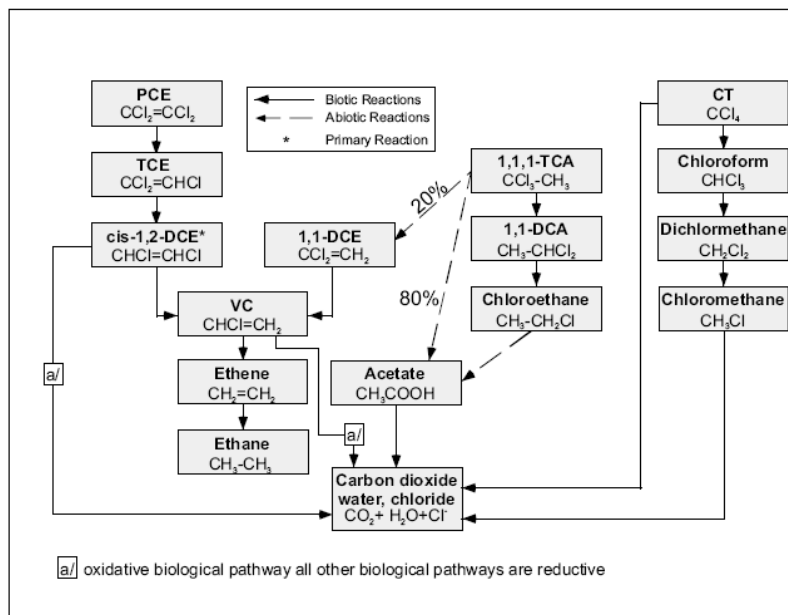 PCE
CCl₂=CCl₂
TCE
CCl₂=CHCl
cis-1,2-DCE*
CHCl=CHCl
Biotic Reactions
Abiotic Reactions
* Primary Reaction
1,1-DCE
CCl₂=CH₂
20%
1,1,1-TCA
CCl₃-CH₃
1,1-DCA
CH₃-CHCl₂
Chloroethane
CH₃-CH₂Cl
80%
CT
CCl₄
Chloroform
CHCl₃
Dichlormethane
CH₂Cl₂
Chloromethane
CH₃Cl
VC
CHCl=CH₂
Ethene
CH₂=CH₂
Ethane
CH₃-CH₃
a/
a/
Acetate
CH₃COOH
Carbon dioxide
water, chloride
CO₂+ H₂O+Cl⁻
a/ oxidative biological pathway all other biological pathways are reductive